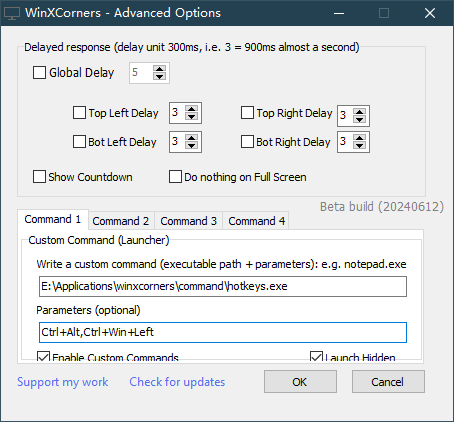 WinXCorners - Advanced Options
Delayed response (delay unit 300ms, i.e. 3 = 900ms almost a second)
Global Delay 5
Top Left Delay 3 Top Right Delay 3
Bot Left Delay 3 Bot Right Delay 3
Show Countdown Do nothing on Full Screen
Beta build (20240612)
Command 1 Command 2 Command 3 Command 4
Custom Command (Launcher)
Write a custom command (executable path + parameters): e.g. notepad.exe
E:\Applications\winxcorners\command\hotkeys.exe
Parameters (optional)
Ctrl+Alt,Ctrl+Win+Left
Enable Custom Commands Launch Hidden
Support my work Check for updates OK Cancel